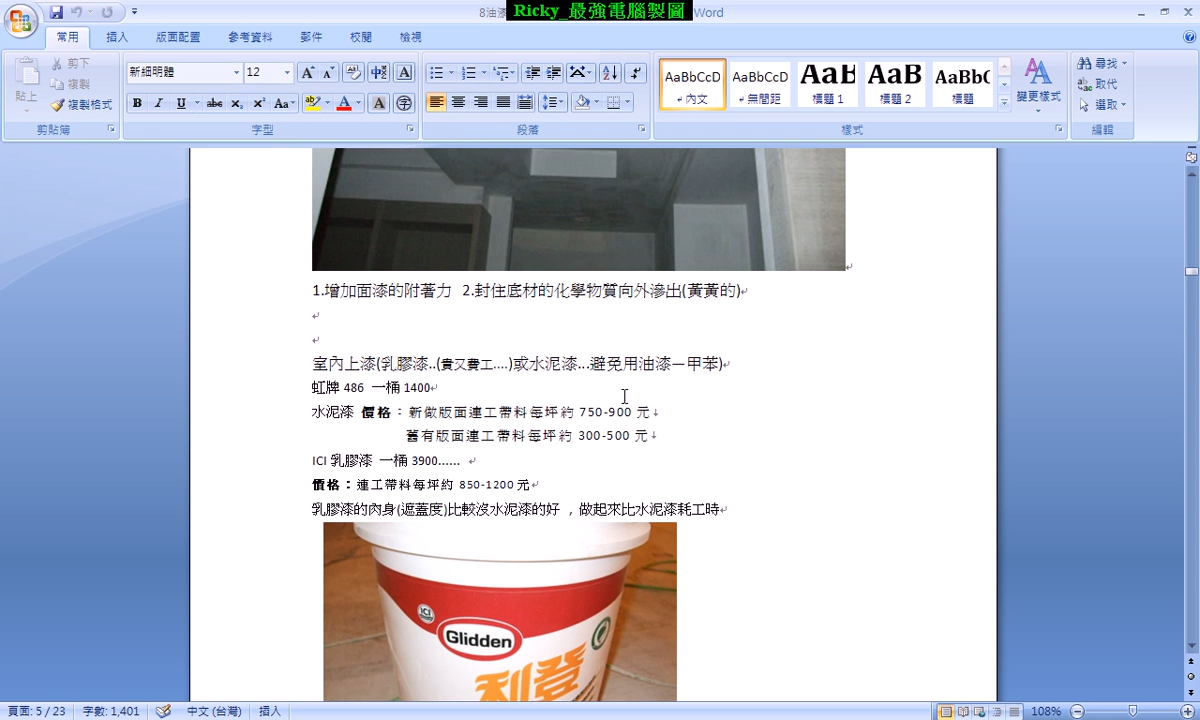 8油漆
Ricky_最強電腦製圖
Word
常用 插入 版面配置 參考資料 郵件 校閱 檢視
貼上
剪下
複製
複製格式
剪貼簿
新細明體 12
字型
段落
AaBbCcD AaBbCcD AaBb AaB AaBbC
內文 無間距 標題 1 標題 2 標題
變更樣式
樣式
尋找
取代
選取
編輯
1.增加面漆的附著力 2.封住底材的化學物質向外滲出(黃黃的)
室內上漆(乳膠漆..(貴又費工....)或水泥漆...避免用油漆－甲苯)
虹牌 486 一桶 1400
水泥漆 價格：新做版面連工帶料每坪約 750-900 元
舊有版面連工帶料每坪約 300-500 元
ICI 乳膠漆 一桶 3900......
價格：連工帶料每坪約 850-1200 元
乳膠漆的肉身(遮蓋度)比較沒水泥漆的好 ，做起來比水泥漆耗工時
ICI
Glidden
利登
頁面: 5 / 23 字數: 1,401 中文 (台灣) 插入 108%